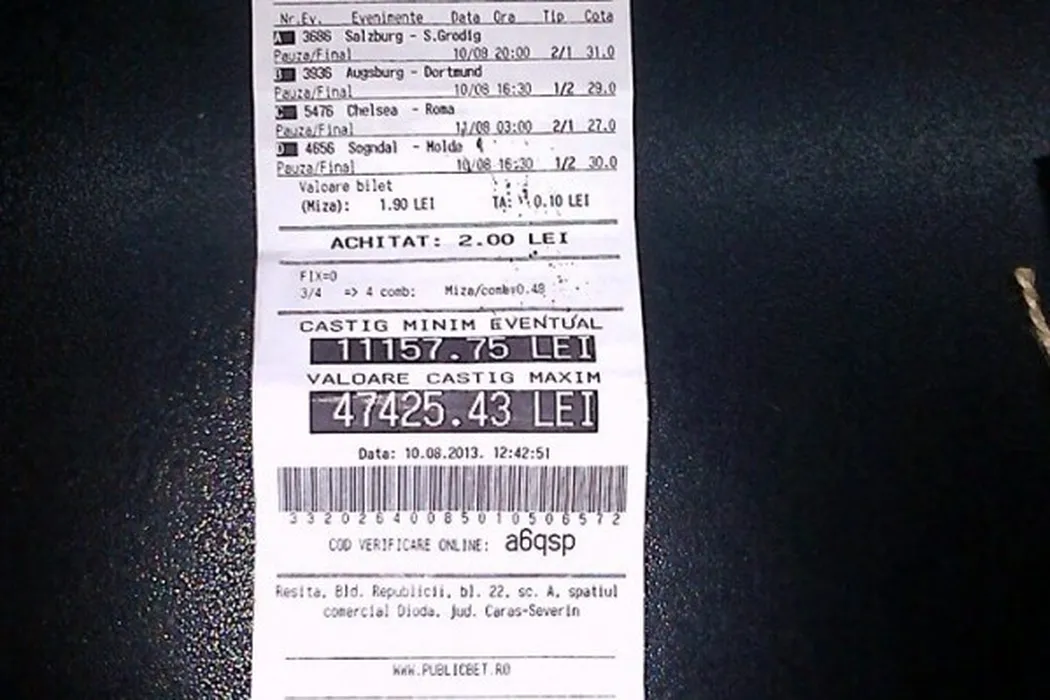 Nr.Ev. Evenimente Data Ora Tip Cota
A 3686 Salzburg - S.Grodig
Pauza/Final 10/08 20:00 2/1 31.0
B 3936 Augsburg - Dortmund
Pauza/Final 10/08 16:30 1/2 29.0
C 5476 Chelsea - Roma
Pauza/Final 11/08 03:00 2/1 27.0
D 4656 Sogndal - Molde
Pauza/Final 10/08 16:30 1/2 30.0
Valoare bilet
(Miza): 1.90 LEI TA: 0.10 LEI
ACHITAT: 2.00 LEI
FIX=0
3/4 => 4 comb; Miza/comb=0.48
CASTIG MINIM EVENTUAL
11157.75 LEI
VALOARE CASTIG MAXIM
47425.43 LEI
Data: 10.08.2013. 12:42:51
3320264008501050 6572
COD VERIFICARE ONLINE: a6qsp
Resita, Bld. Republicii, bl. 22, sc. A, spatiul
comercial Dioda, jud. Caras-Severin
WWW.PUBLICBET.RO